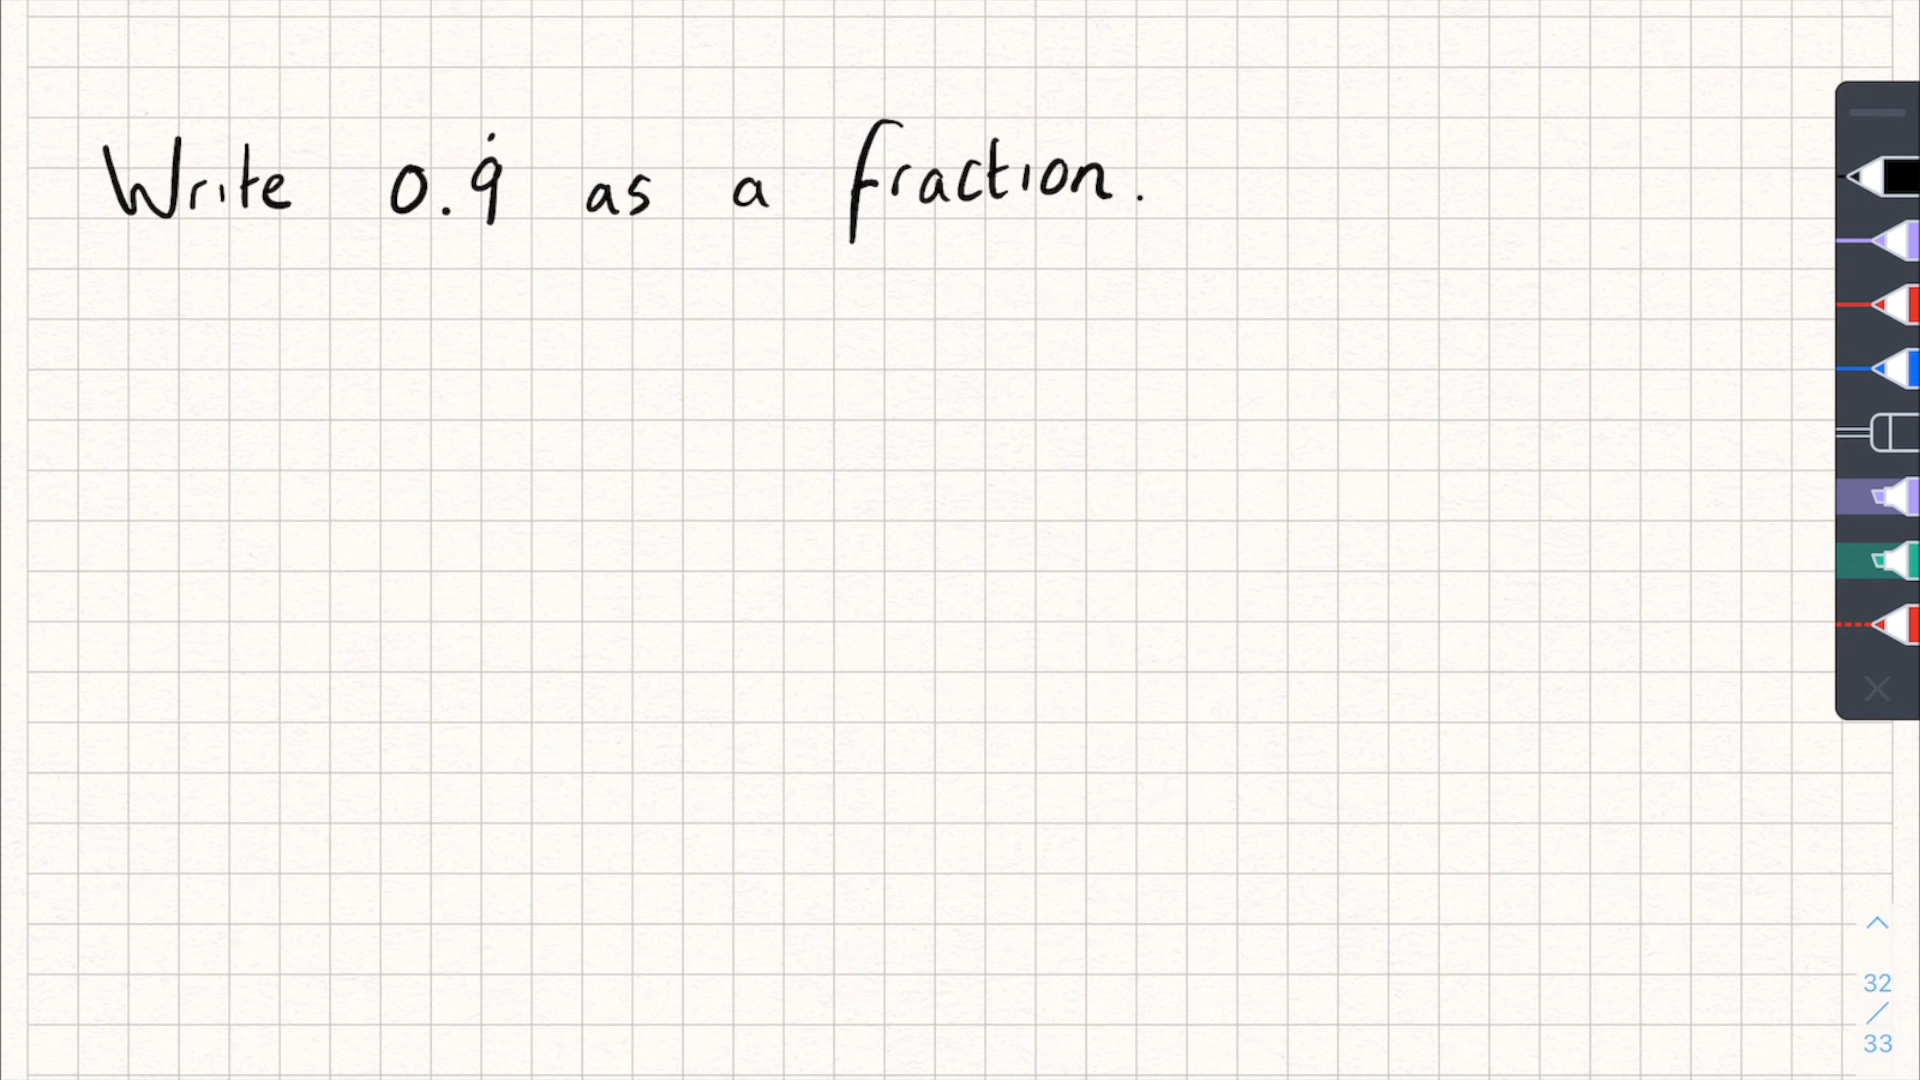 Write 0.9̇ as a fraction.
32
/
33